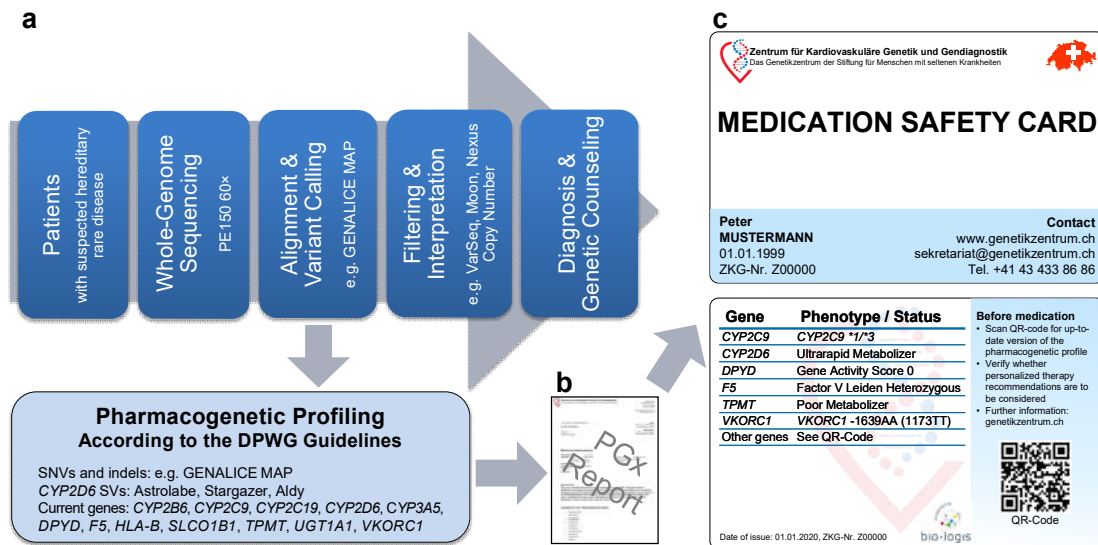 a
Patients
with suspected hereditary
rare disease
Whole-Genome
Sequencing
PE150 60×
Alignment &
Variant Calling
e.g. GENALICE MAP
Filtering &
Interpretation
e.g. VarSeq, Moon, Nexus
Copy Number
Diagnosis &
Genetic Counseling
Pharmacogenetic Profiling
According to the DPWG Guidelines
SNVs and indels: e.g. GENALICE MAP
CYP2D6 SVs: Astrolabe, Stargazer, Aldy
Current genes: CYP2B6, CYP2C9, CYP2C19, CYP2D6, CYP3A5,
DPYD, F5, HLA-B, SLCO1B1, TPMT, UGT1A1, VKORC1
b
PGx
Report
c
Zentrum für Kardiovaskuläre Genetik und Gendiagnostik
Das Genetikzentrum der Stiftung für Menschen mit seltenen Krankheiten
MEDICATION SAFETY CARD
Peter
MUSTERMANN
01.01.1999
ZKG-Nr. Z00000
Contact
www.genetikzentrum.ch
sekretariat@genetikzentrum.ch
Tel. +41 43 433 86 86
Gene Phenotype / Status
CYP2C9 CYP2C9 *1/*3
CYP2D6 Ultrarapid Metabolizer
DPYD Gene Activity Score 0
F5 Factor V Leiden Heterozygous
TPMT Poor Metabolizer
VKORC1 VKORC1 -1639AA (1173TT)
Other genes See QR-Code
Date of issue: 01.01.2020, ZKG-Nr. Z00000
bio·logis
Before medication
• Scan QR-code for up-to-
date version of the
pharmacogenetic profile
• Verify whether
personalized therapy
recommendations are to
be considered
• Further information:
genetikzentrum.ch
QR-Code